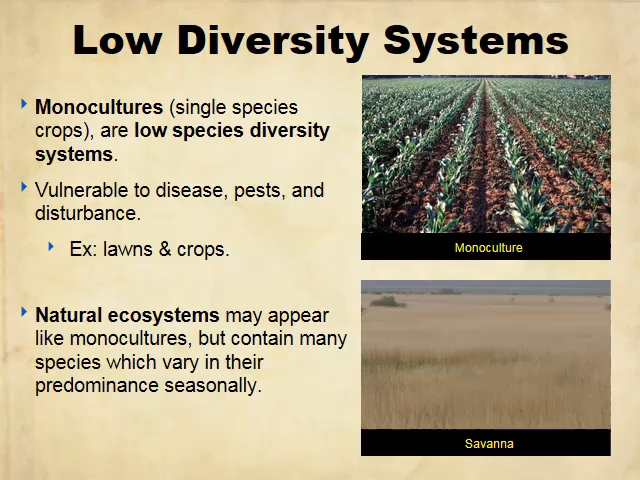 Low Diversity Systems
Monocultures (single species
crops), are low species diversity
systems.
Vulnerable to disease, pests, and
disturbance.
Ex: lawns & crops.
Natural ecosystems may appear
like monocultures, but contain many
species which vary in their
predominance seasonally.
Monoculture
Savanna